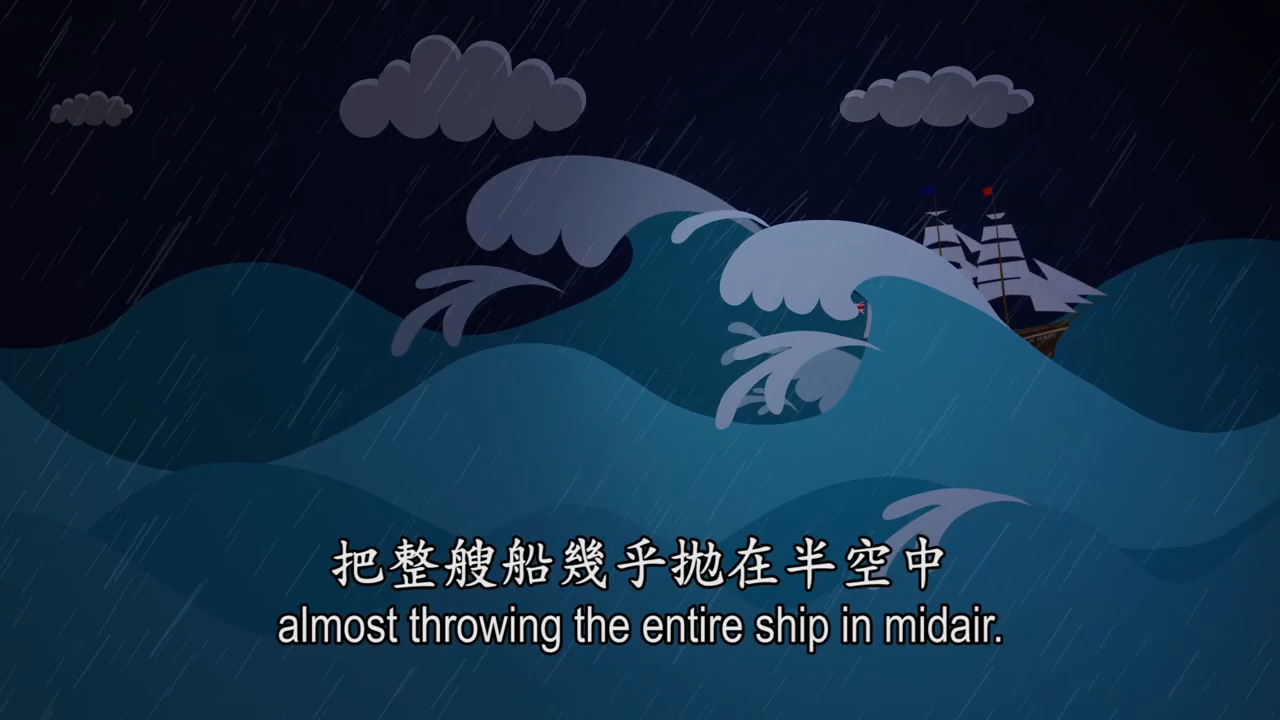 把整艘船幾乎拋在半空中
almost throwing the entire ship in midair.